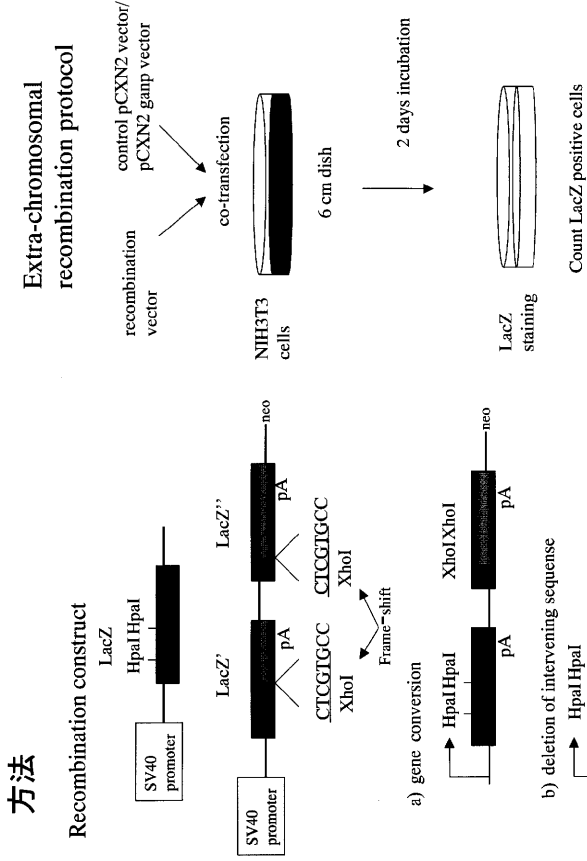 方法
Recombination construct
LacZ
HpaI HpaI
SV40
promoter
LacZ'
LacZ''
SV40
promoter
pA
pA
neo
CTCGTGCC
CTCGTGCC
XhoI
XhoI
Frame-shift
a) gene conversion
HpaI HpaI
XhoI XhoI
pA
pA
neo
b) deletion of intervening sequense
HpaI HpaI
Extra-chromosomal
recombination protocol
recombination
vector
control pCXN2 vector/
pCXN2 ganp vector
co-transfection
NIH3T3
cells
6 cm dish
2 days incubation
LacZ
staining
Count LacZ positive cells